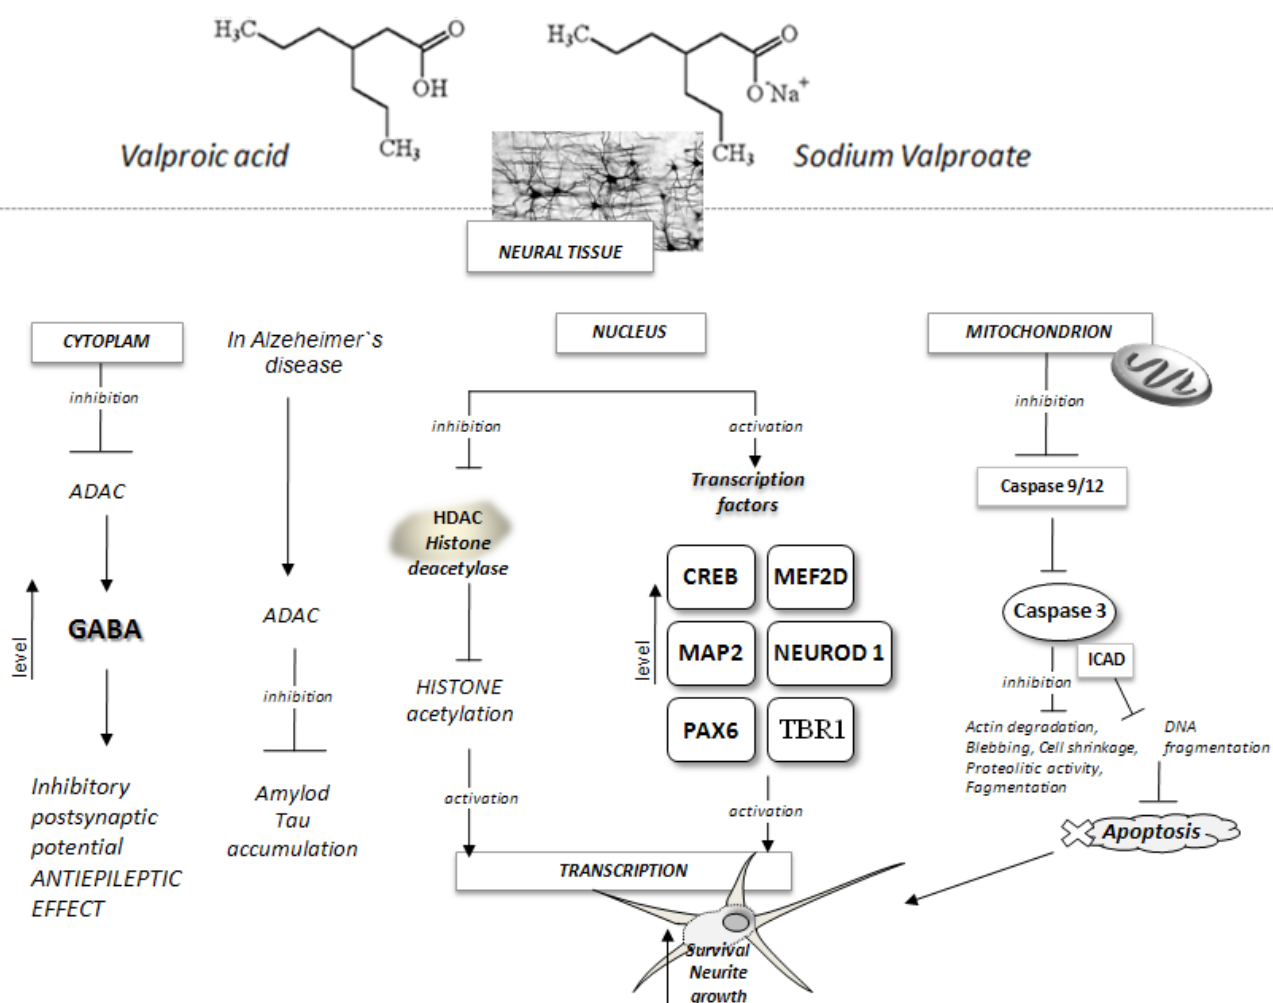 H₃C
O
OH
CH₃
Valproic acid
H₃C
O
O⁻Na⁺
CH₃
Sodium Valproate
NEURAL TISSUE
CYTOPLAM
inhibition
ADAC
level
GABA
Inhibitory
postsynaptic
potential
ANTIEPILEPTIC
EFFECT
In Alzeheimer`s
disease
ADAC
inhibition
Amylod
Tau
accumulation
NUCLEUS
inhibition
HDAC
Histone
deacetylase
HISTONE
acetylation
activation
activation
Transcription
factors
level
CREB
MEF2D
MAP2
NEUROD 1
PAX6
TBR1
activation
TRANSCRIPTION
Survival
Neurite
growth
MITOCHONDRION
inhibition
Caspase 9/12
Caspase 3
ICAD
inhibition
Actin degradation,
Blebbing, Cell shrinkage,
Proteolitic activity,
Fagmentation
DNA
fragmentation
Apoptosis